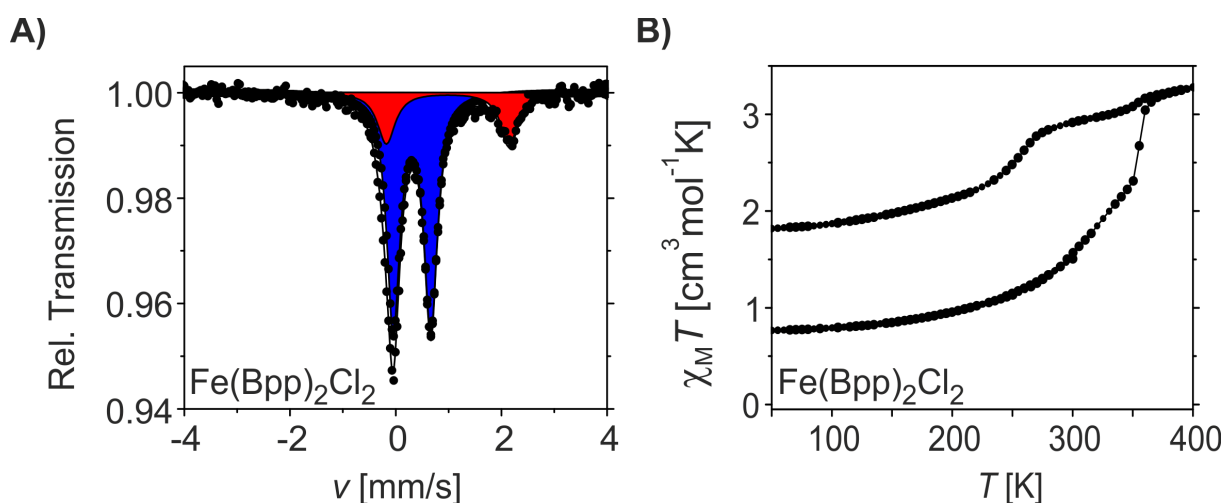 A)
Rel. Transmission
1.00
0.98
0.96
0.94
Fe(Bpp)₂Cl₂
-4
-2
0
2
4
v [mm/s]
B)
χ_M T [cm³mol⁻¹K]
3
2
1
0
Fe(Bpp)₂Cl₂
100
200
300
400
T [K]